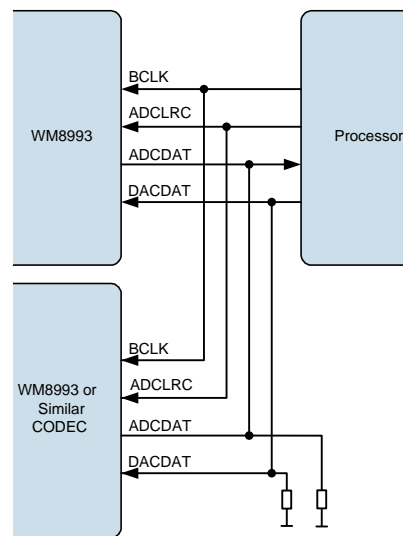 BCLK
ADCLRC
WM8993
Processor
ADCDAT
DACDAT
BCLK
ADCLRC
WM8993 or
Similar
CODEC
ADCDAT
DACDAT